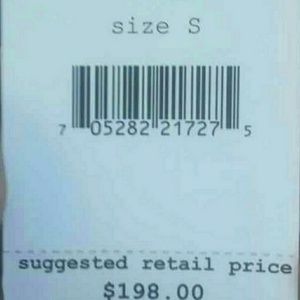 size S
7 05282 21727 5
suggested retail price
$198.00